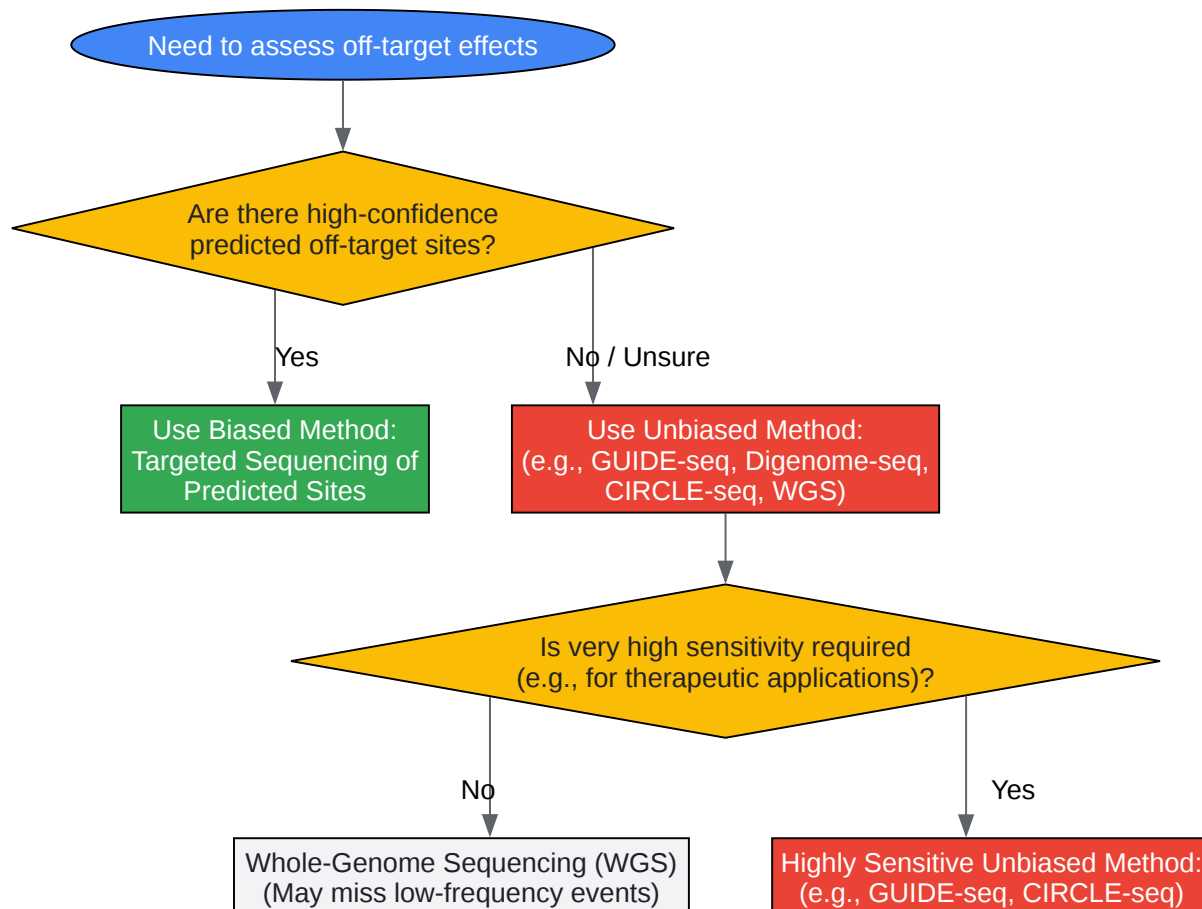 Need to assess off-target effects
Are there high-confidence
predicted off-target sites?
Yes
No / Unsure
Use Biased Method:
Targeted Sequencing of
Predicted Sites
Use Unbiased Method:
(e.g., GUIDE-seq, Digenome-seq,
CIRCLE-seq, WGS)
Is very high sensitivity required
(e.g., for therapeutic applications)?
No
Yes
Whole-Genome Sequencing (WGS)
(May miss low-frequency events)
Highly Sensitive Unbiased Method:
(e.g., GUIDE-seq, CIRCLE-seq)